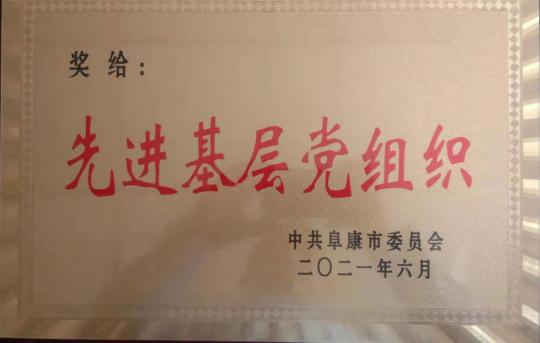 奖给：
先进基层党组织
中共阜康市委员会
二〇二一年六月